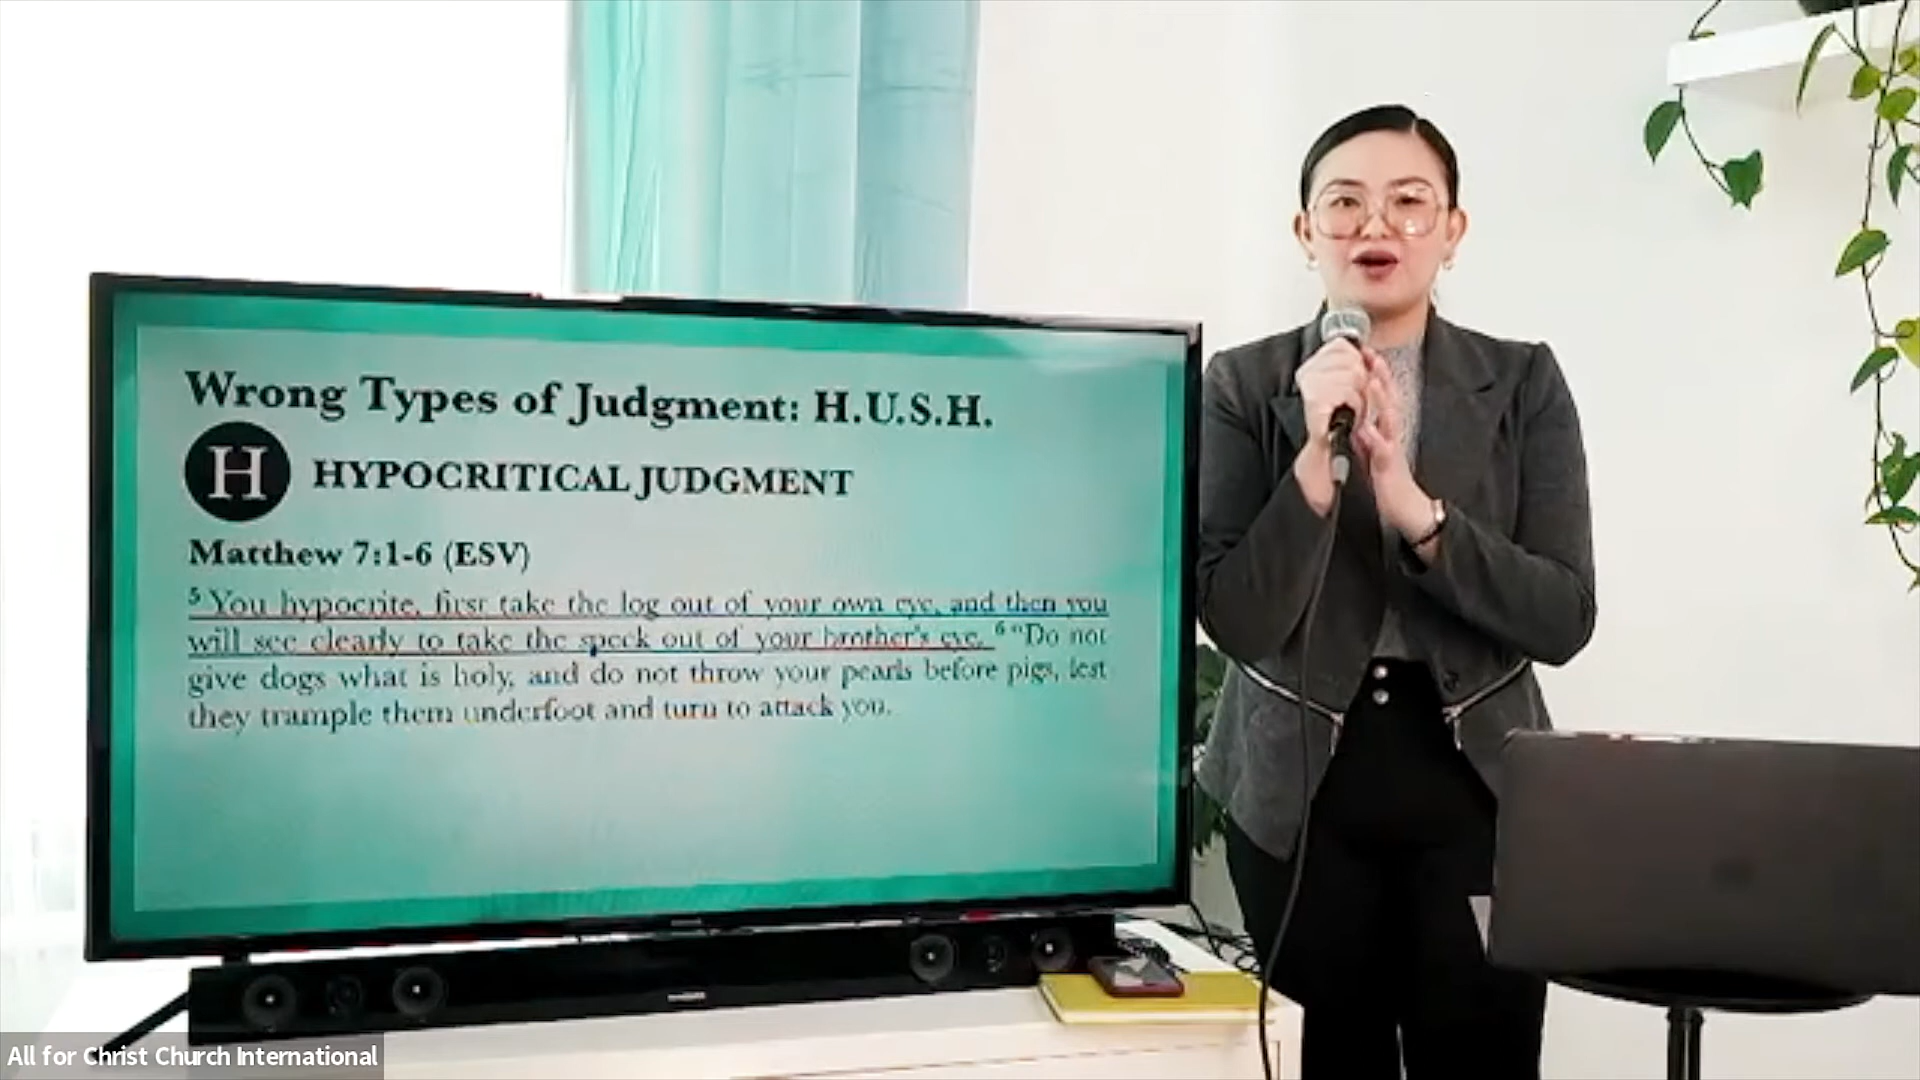 Wrong Types of Judgment: H.U.S.H.
H HYPOCRITICAL JUDGMENT
Matthew 7:1-6 (ESV)
5 You hypocrite, first take the log out of your own eye, and then you
will see clearly to take the speck out of your brother's eye. 6 "Do not
give dogs what is holy, and do not throw your pearls before pigs, lest
they trample them underfoot and turn to attack you.
All for Christ Church International